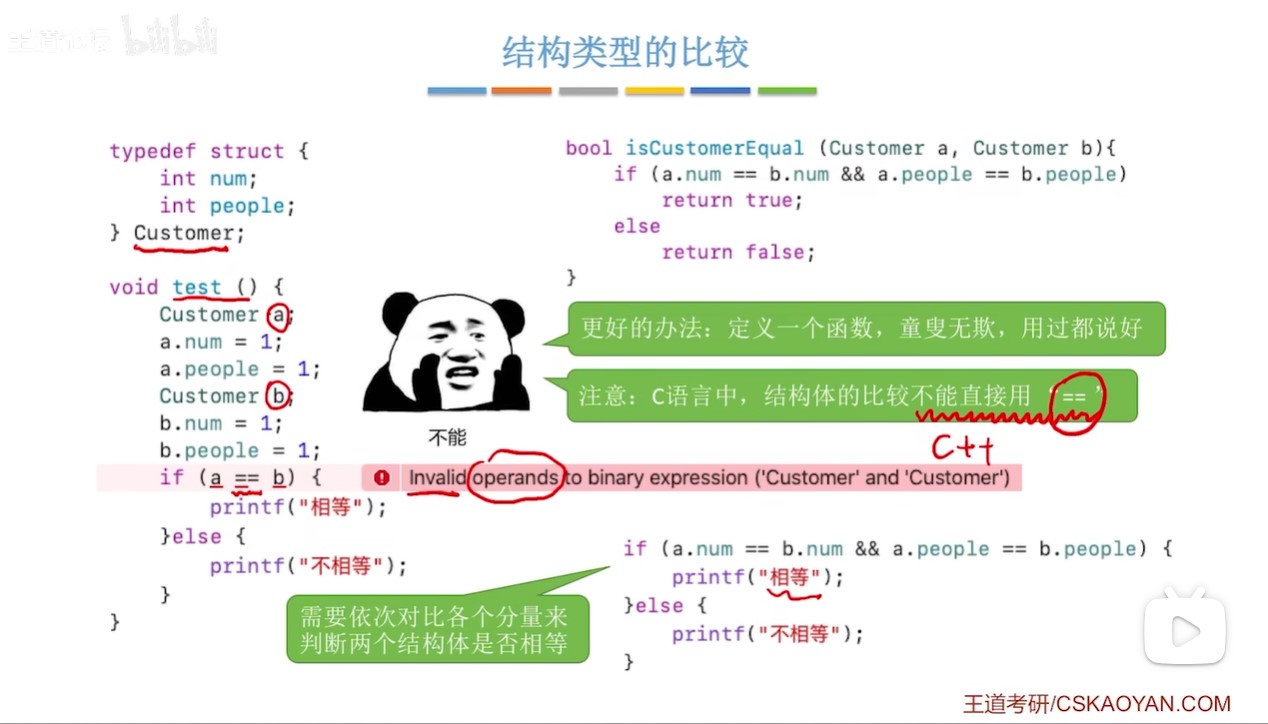 王道论坛 bilibili
结构类型的比较
typedef struct {
int num;
int people;
} Customer;
void test () {
Customer a;
a.num = 1;
a.people = 1;
Customer b;
b.num = 1;
b.people = 1;
if (a == b) {
Invalid operands to binary expression ('Customer' and 'Customer')
printf("相等");
}else {
printf("不相等");
}
}
不能
bool isCustomerEqual (Customer a, Customer b){
if (a.num == b.num && a.people == b.people)
return true;
else
return false;
}
更好的办法：定义一个函数，童叟无欺，用过都说好
注意：C语言中，结构体的比较不能直接用 “==”
C++
需要依次对比各个分量来
判断两个结构体是否相等
if (a.num == b.num && a.people == b.people) {
printf("相等");
}else {
printf("不相等");
}
王道考研/CSKAOYAN.COM